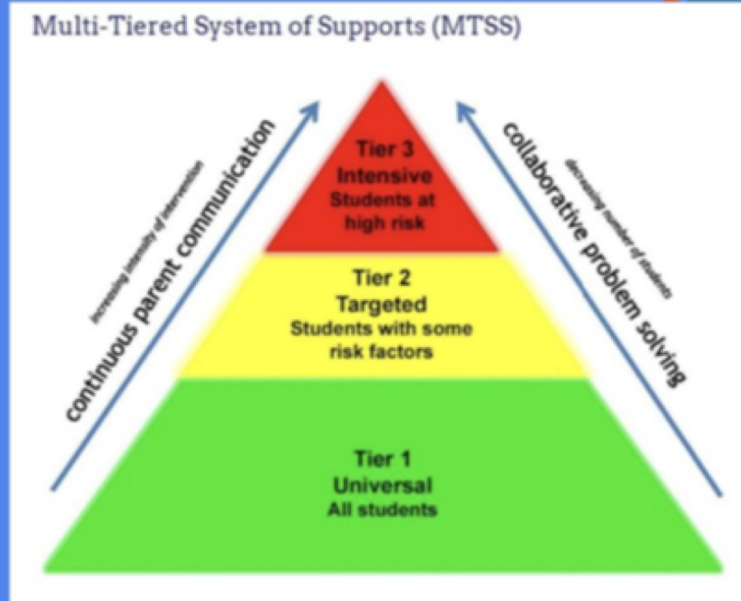 Multi-Tiered System of Supports (MTSS)
increasing intensity of intervention
continuous parent communication
collaborative problem solving
decreasing number of students
Tier 3
Intensive
Students at
high risk
Tier 2
Targeted
Students with some
risk factors
Tier 1
Universal
All students